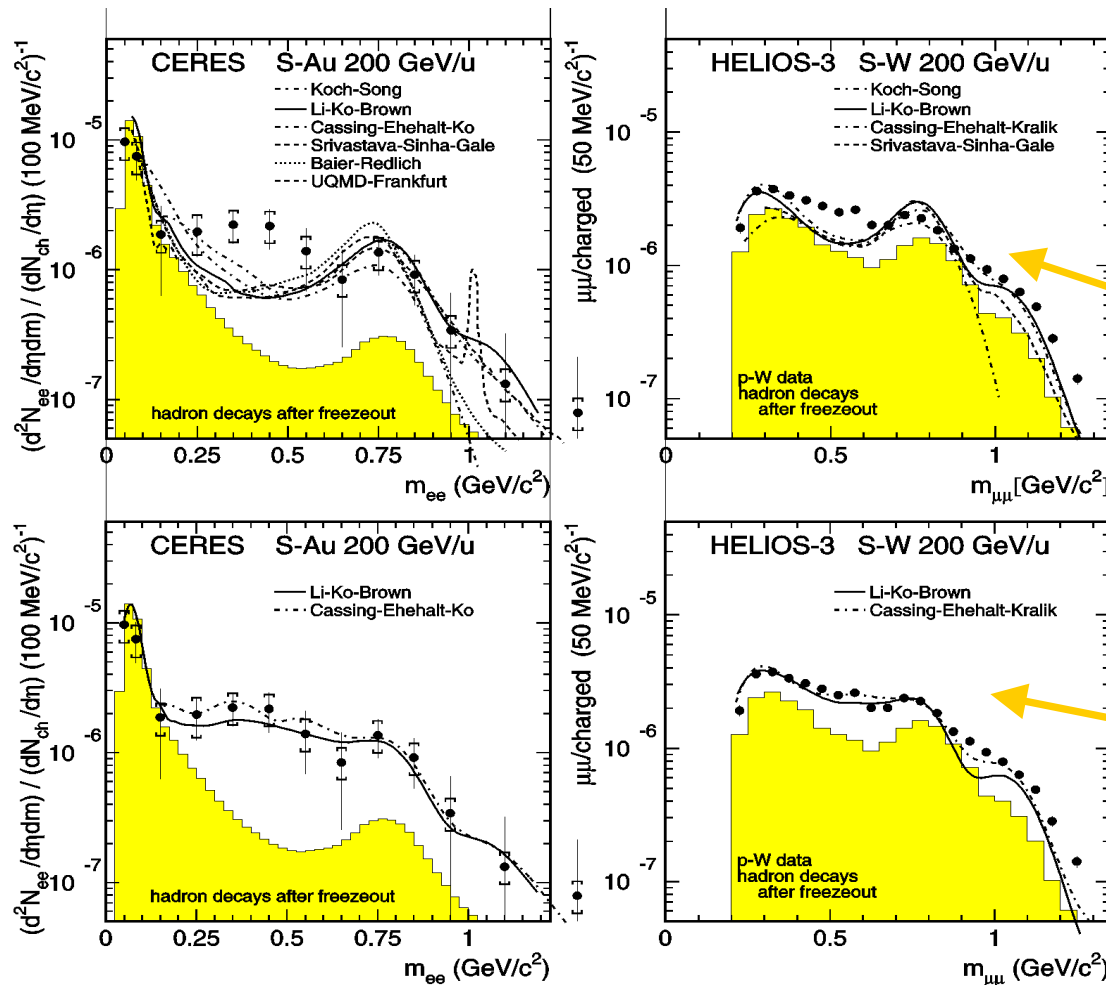 CERES S-Au 200 GeV/u
Koch-Song
Li-Ko-Brown
Cassing-Ehehalt-Ko
Srivastava-Sinha-Gale
Baier-Redlich
UQMD-Frankfurt
(d²N_ee/dηdm) / (dN_ch/dη) (100 MeV/c²)⁻¹
10⁻⁵
10⁻⁶
10⁻⁷
hadron decays after freezeout
0 0.25 0.5 0.75 1
m_ee (GeV/c²)
HELIOS-3 S-W 200 GeV/u
Koch-Song
Li-Ko-Brown
Cassing-Ehehalt-Kralik
Srivastava-Sinha-Gale
μμ/charged (50 MeV/c²)⁻¹
10⁻⁵
10⁻⁶
10⁻⁷
p-W data
hadron decays
after freezeout
0 0.5 1
m_μμ [GeV/c²]
CERES S-Au 200 GeV/u
Li-Ko-Brown
Cassing-Ehehalt-Ko
(d²N_ee/dηdm) / (dN_ch/dη) (100 MeV/c²)⁻¹
10⁻⁵
10⁻⁶
10⁻⁷
hadron decays after freezeout
0 0.25 0.5 0.75 1
m_ee (GeV/c²)
HELIOS-3 S-W 200 GeV/u
Li-Ko-Brown
Cassing-Ehehalt-Kralik
μμ/charged (50 MeV/c²)⁻¹
10⁻⁵
10⁻⁶
10⁻⁷
p-W data
hadron decays
after freezeout
0 0.5 1
m_μμ (GeV/c²)